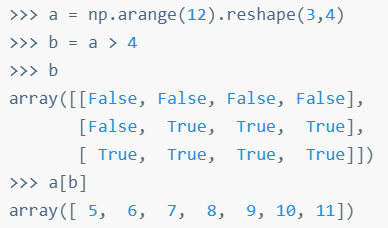 >>> a = np.arange(12).reshape(3,4)
>>> b = a > 4
>>> b
array([[False, False, False, False],
       [False,  True,  True,  True],
       [ True,  True,  True,  True]])
>>> a[b]
array([ 5,  6,  7,  8,  9, 10, 11])